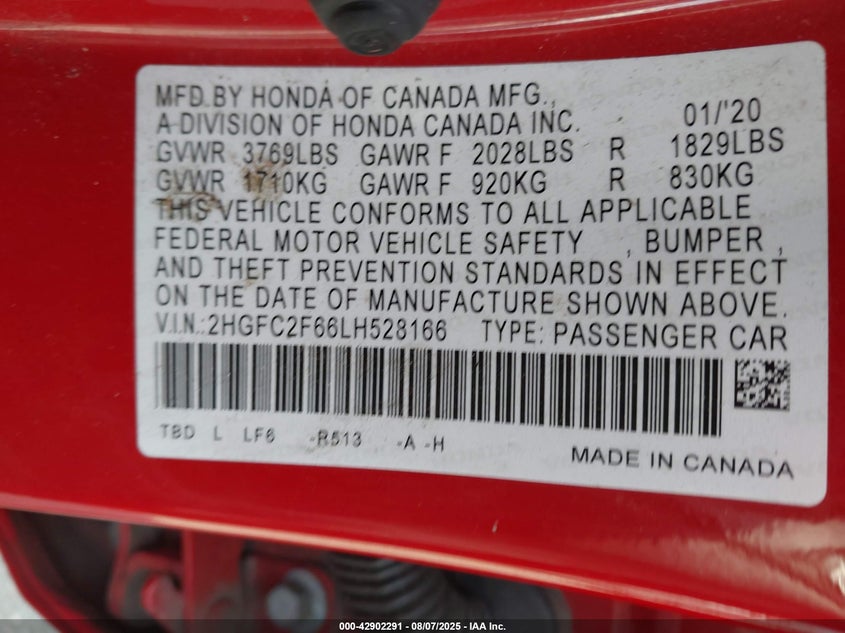 MFD.BY HONDA OF CANADA MFG.,
A DIVISION OF HONDA CANADA INC. 01/'20
GVWR 3769LBS GAWR F 2028LBS R 1829LBS
GVWR 1710KG GAWR F 920KG R 830KG
THIS VEHICLE CONFORMS TO ALL APPLICABLE
FEDERAL MOTOR VEHICLE SAFETY , BUMPER ,
AND THEFT PREVENTION STANDARDS IN EFFECT
ON THE DATE OF MANUFACTURE SHOWN ABOVE.
V.I.N.:2HGFC2F66LH528166 TYPE: PASSENGER CAR
TBD L LF6 -R513 -A -H
MADE IN CANADA
000-42902291 - 08/07/2025 - IAA Inc.